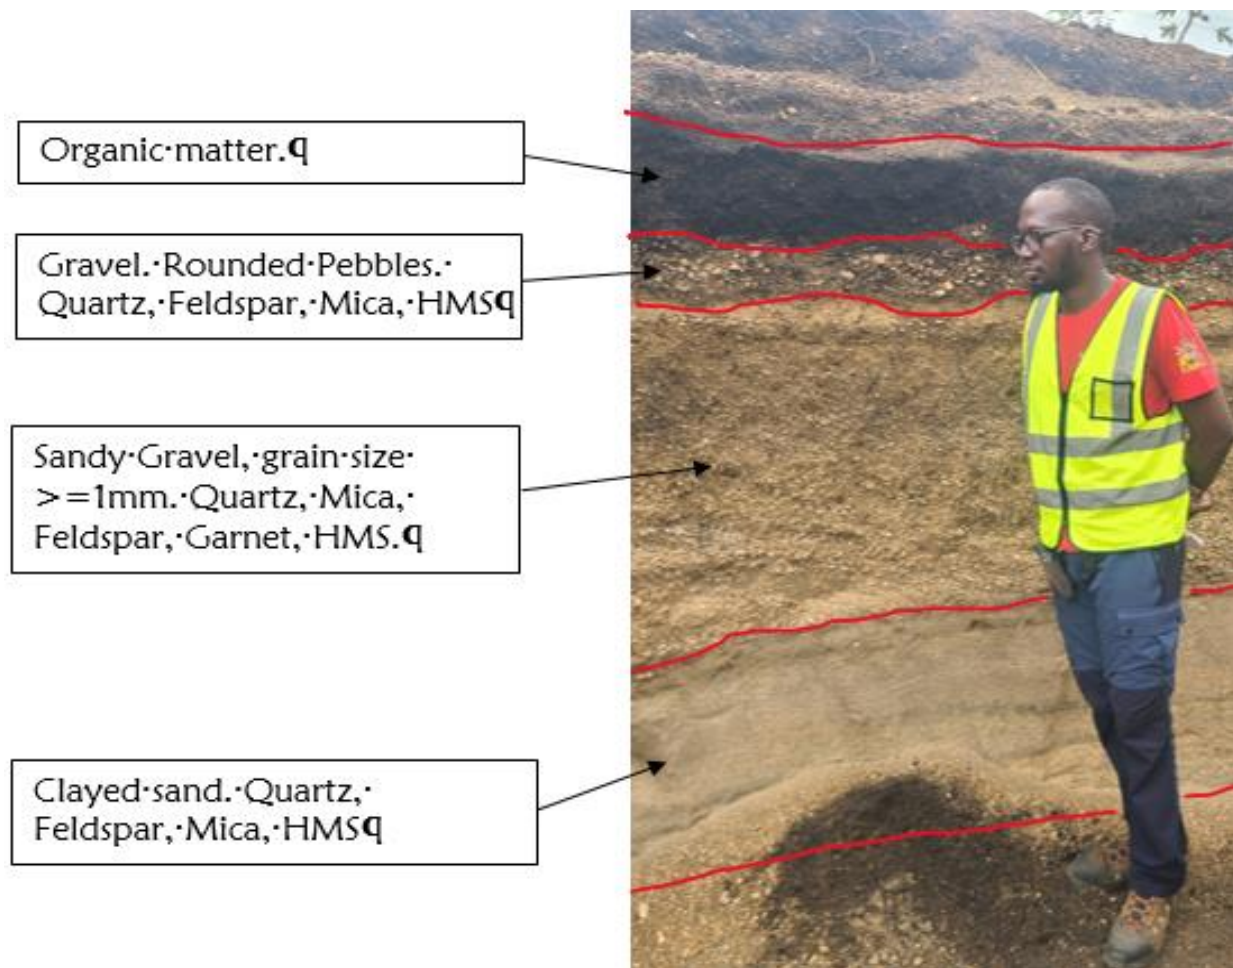 Organic·matter.¶
Gravel.·Rounded·Pebbles.·
Quartz,·Feldspar,·Mica,·HMS¶
Sandy·Gravel,·grain·size·
>=1mm.·Quartz,·Mica,·
Feldspar,·Garnet,·HMS.¶
Clayed·sand.·Quartz,·
Feldspar,·Mica,·HMS¶